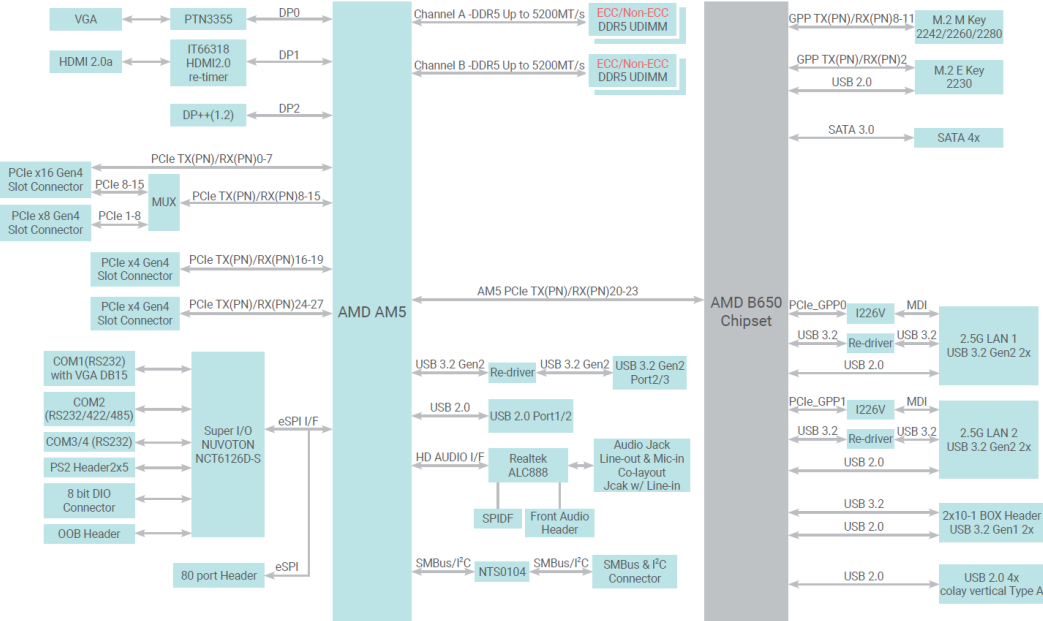 VGA
PTN3355
DP0
HDMI 2.0a
IT66318
HDMI2.0
re-timer
DP1
DP++(1.2)
DP2
PCIe x16 Gen4
Slot Connector
PCIe TX(PN)/RX(PN)0-7
PCIe 8-15
MUX
PCIe TX(PN)/RX(PN)8-15
PCIe x8 Gen4
Slot Connector
PCIe 1-8
PCIe x4 Gen4
Slot Connector
PCIe TX(PN)/RX(PN)16-19
PCIe x4 Gen4
Slot Connector
PCIe TX(PN)/RX(PN)24-27
COM1(RS232)
with VGA DB15
COM2
(RS232/422/485)
COM3/4 (RS232)
PS2 Header2x5
8 bit DIO
Connector
OOB Header
Super I/O
NUVOTON
NCT6126D-S
eSPI I/F
80 port Header
eSPI
AMD AM5
Channel A -DDR5 Up to 5200MT/s
ECC/Non-ECC
DDR5 UDIMM
Channel B -DDR5 Up to 5200MT/s
ECC/Non-ECC
DDR5 UDIMM
AM5 PCIe TX(PN)/RX(PN)20-23
USB 3.2 Gen2
Re-driver
USB 3.2 Gen2
USB 3.2 Gen2
Port2/3
USB 2.0
USB 2.0 Port1/2
HD AUDIO I/F
Realtek
ALC888
Audio Jack
Line-out & Mic-in
Co-layout
Jcak w/ Line-in
SPIDF
Front Audio
Header
SMBus/I²C
NTS0104
SMBus/I²C
SMBus & I²C
Connector
AMD B650
Chipset
GPP TX(PN)/RX(PN)8-11
M.2 M Key
2242/2260/2280
GPP TX(PN)/RX(PN)2
USB 2.0
M.2 E Key
2230
SATA 3.0
SATA 4x
PCIe_GPP0
I226V
MDI
USB 3.2
Re-driver
USB 3.2
USB 2.0
2.5G LAN 1
USB 3.2 Gen2 2x
PCIe_GPP1
I226V
MDI
USB 3.2
Re-driver
USB 3.2
USB 2.0
2.5G LAN 2
USB 3.2 Gen2 2x
USB 3.2
USB 2.0
2x10-1 BOX Header
USB 3.2 Gen1 2x
USB 2.0
USB 2.0 4x
colay vertical Type A